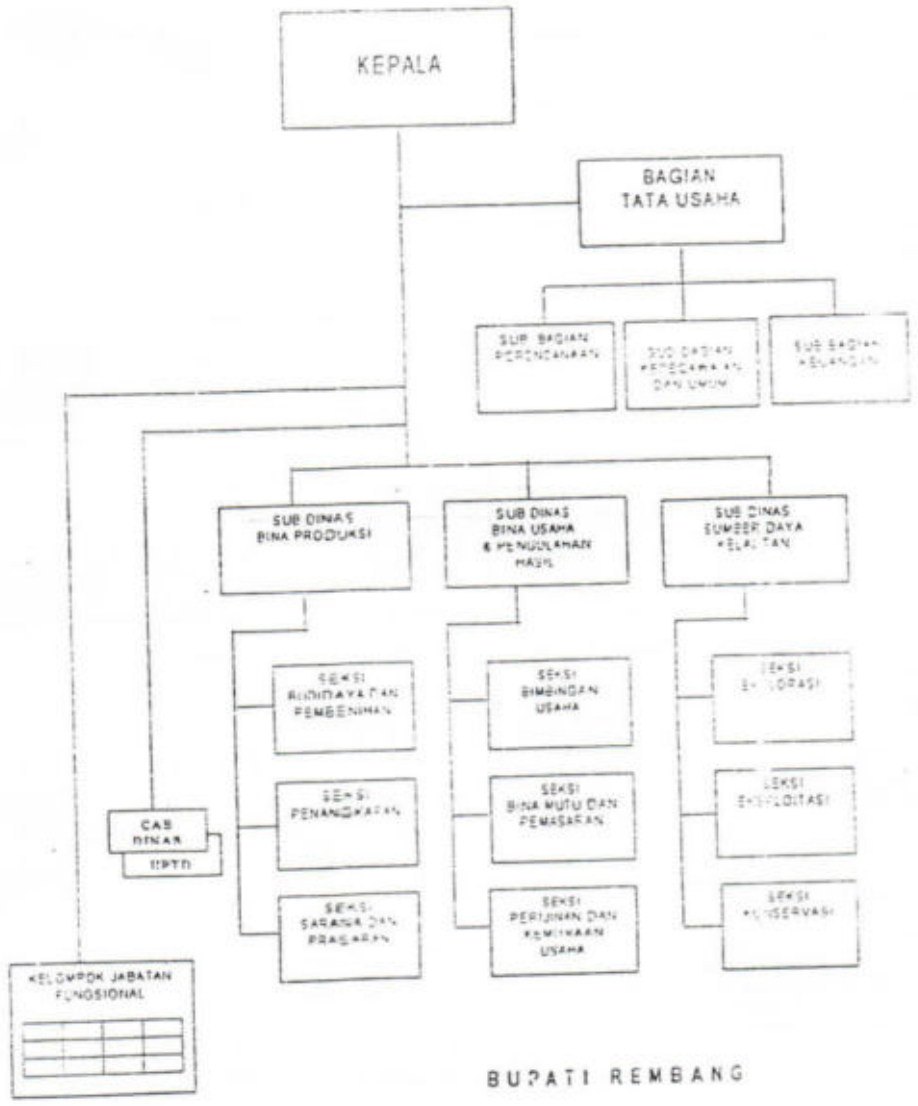 KEPALA
BAGIAN
TATA USAHA
SUB BAGIAN
PERENCANAAN
SUB BAGIAN
KEPEGAWAIAN
DAN UMUM
SUB BAGIAN
KEUANGAN
SUB DINAS
BINA PRODUKSI
SUB DINAS
BINA USAHA
& PENGOLAHAN
HASIL
SUB DINAS
SUMBER DAYA
KELAUTAN
SEKSI
BUDIDAYA DAN
PEMBENIHAN
SEKSI
BIMBINGAN
USAHA
SEKSI
EKPLORASI
SEKSI
PENANGKAPAN
SEKSI
BINA MUTU DAN
PEMASARAN
SEKSI
EKSPLOITASI
CAB
DINAS
UPTD
SEKSI
SARANA DAN
SEKSI
PERIJINAN DAN
KEMITRAAN
USAHA
SEKSI
KONSERVASI
KELOMPOK JABATAN
FUNGSIONAL
BUPATI REMBANG